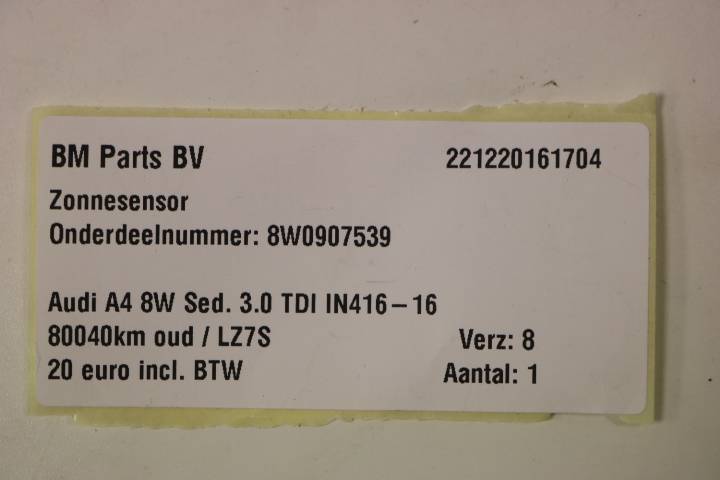 BM Parts BV 221220161704
Zonnesensor
Onderdeelnummer: 8W0907539
Audi A4 8W Sed. 3.0 TDI IN416-16
80040km oud / LZ7S Verz: 8
20 euro incl. BTW Aantal: 1